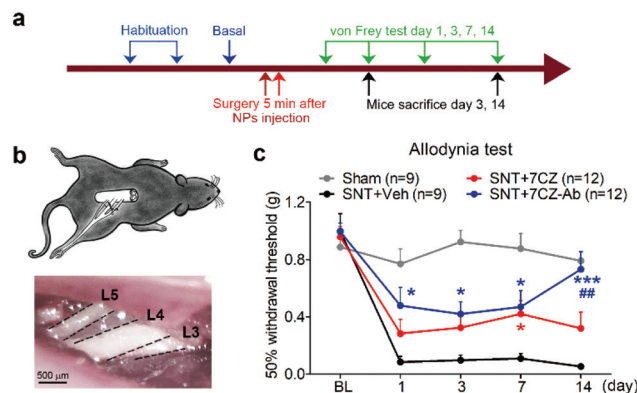 a
Habituation
Basal
von Frey test day 1, 3, 7, 14
Surgery 5 min after
NPs injection
Mice sacrifice day 3, 14
b
L5
L4
L3
500 μm
c
Allodynia test
Sham (n=9)
SNT+7CZ (n=12)
SNT+Veh (n=9)
SNT+7CZ-Ab (n=12)
50% withdrawal threshold (g)
1.2
0.8
0.4
0.0
*
*
*
*
***
##
BL
1
3
7
14
(day)